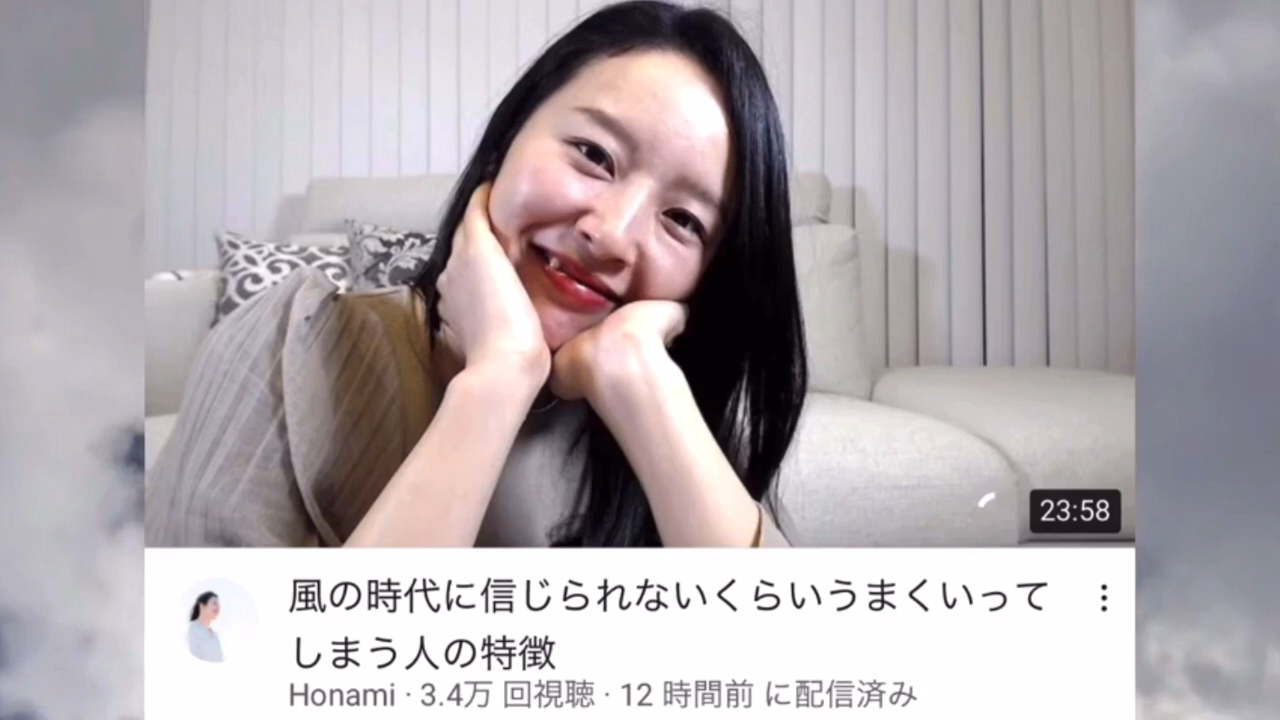 23:58
風の時代に信じられないくらいうまくいって
しまう人の特徴
Honami · 3.4万 回視聴 · 12 時間前 に配信済み